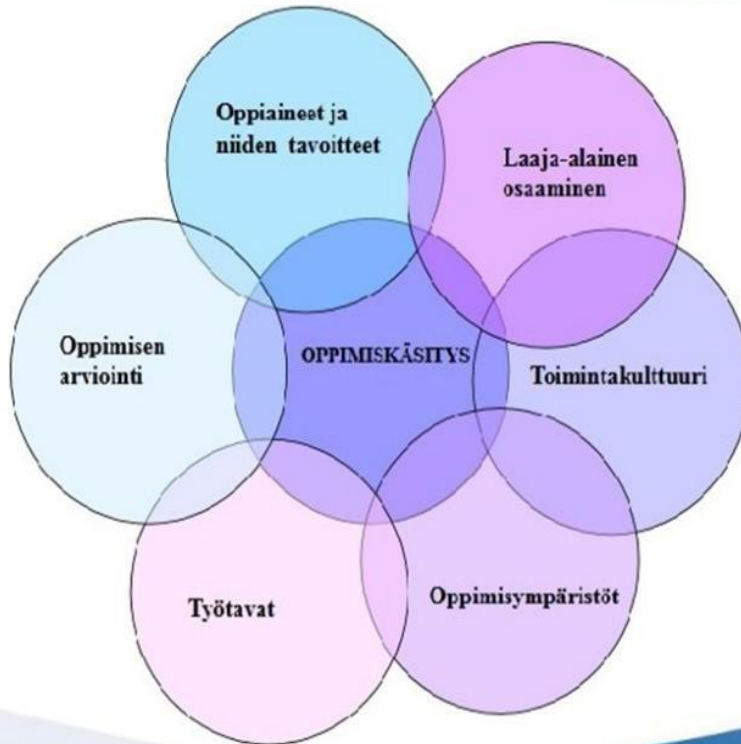 Oppiaineet ja
niiden tavoitteet
Laaja-alainen
osaaminen
Oppimisen
arviointi
OPPIMISKÄSITYS
Toimintakulttuuri
Työtavat
Oppimisympäristöt